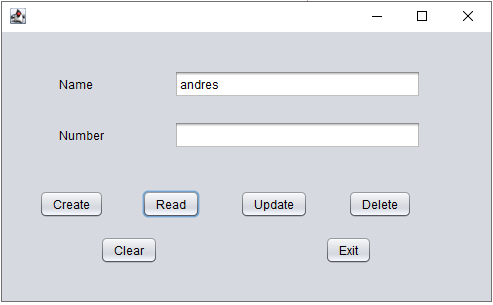 Name
andres
Number
Create
Read
Update
Delete
Clear
Exit